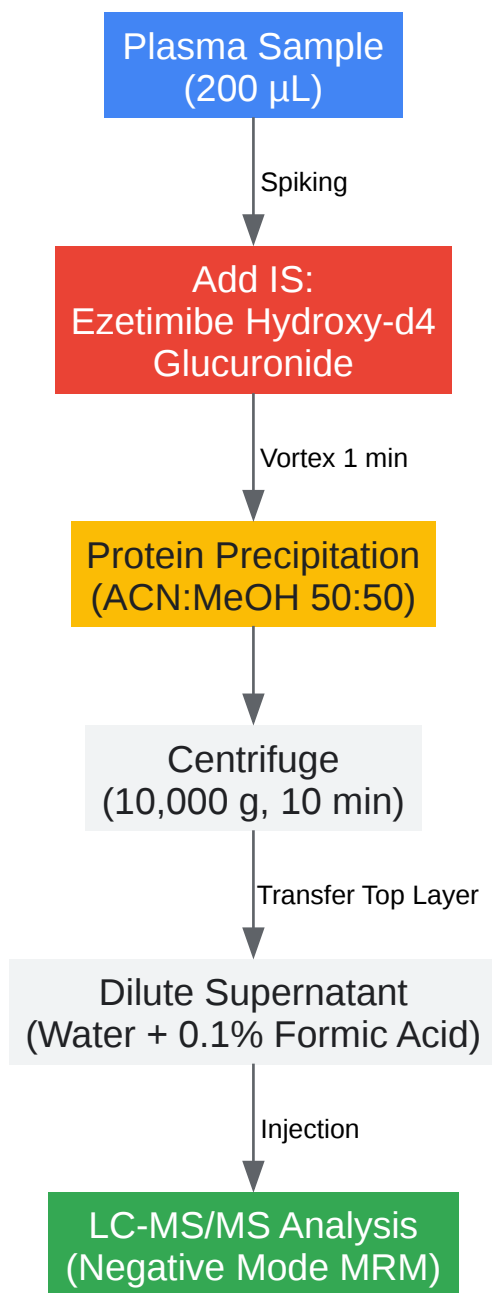 Plasma Sample
(200 µL)
Spiking
Add IS:
Ezetimibe Hydroxy-d4
Glucuronide
Vortex 1 min
Protein Precipitation
(ACN:MeOH 50:50)
Centrifuge
(10,000 g, 10 min)
Transfer Top Layer
Dilute Supernatant
(Water + 0.1% Formic Acid)
Injection
LC-MS/MS Analysis
(Negative Mode MRM)